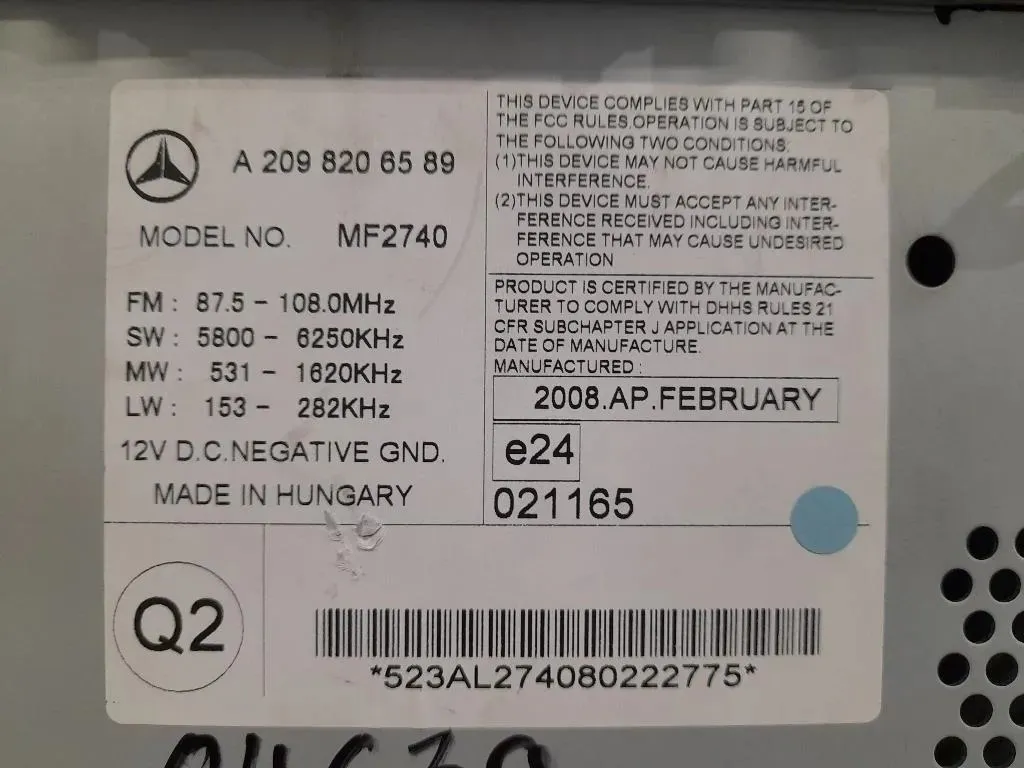 A 209 820 65 89
MODEL NO. MF2740
FM : 87.5 - 108.0MHz
SW : 5800 - 6250KHz
MW : 531 - 1620KHz
LW : 153 - 282KHz
12V D.C.NEGATIVE GND.
MADE IN HUNGARY
THIS DEVICE COMPLIES WITH PART 15 OF
THE FCC RULES.OPERATION IS SUBJECT TO
THE FOLLOWING TWO CONDITIONS:
(1)THIS DEVICE MAY NOT CAUSE HARMFUL
INTERFERENCE.
(2)THIS DEVICE MUST ACCEPT ANY INTER-
FERENCE RECEIVED INCLUDING INTER-
FERENCE THAT MAY CAUSE UNDESIRED
OPERATION
PRODUCT IS CERTIFIED BY THE MANUFAC-
TURER TO COMPLY WITH DHHS RULES 21
CFR SUBCHAPTER J APPLICATION AT THE
DATE OF MANUFACTURE.
MANUFACTURED :
2008.AP.FEBRUARY
e24
021165
Q2
*523AL274080222775*